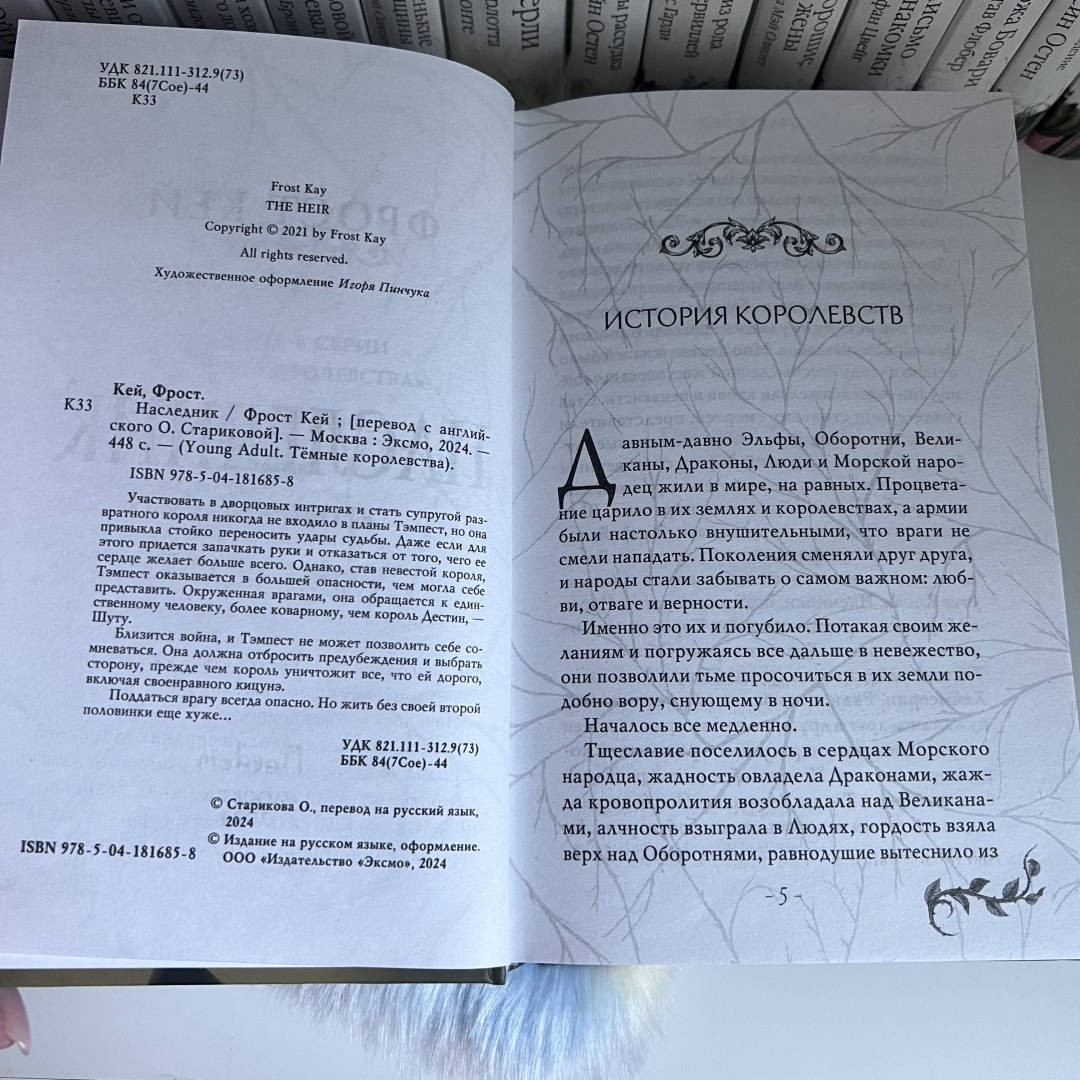 УДК 821.111-312.9(73)
ББК 84(7Сое)-44
К33
Frost Kay
THE HEIR
Copyright © 2021 by Frost Kay
All rights reserved.
Художественное оформление Игоря Пинчука
Кей, Фрост.
К33
Наследник / Фрост Кей ; [перевод с англий-
ского О. Стариковой]. — Москва : Эксмо, 2024. —
448 с. — (Young Adult. Тёмные королевства).
ISBN 978-5-04-181685-8
Участвовать в дворцовых интригах и стать супругой раз-
вратного короля никогда не входило в планы Тэмпест, но она
привыкла стойко переносить удары судьбы. Даже если для
этого придется запачкать руки и отказаться от того, чего ее
сердце желает больше всего. Однако, став невестой короля,
Тэмпест оказывается в большей опасности, чем могла себе
представить. Окруженная врагами, она обращается к един-
ственному человеку, более коварному, чем король Дестин, —
Шуту.
Близится война, и Тэмпест не может позволить себе со-
мневаться. Она должна отбросить предубеждения и выбрать
сторону, прежде чем король уничтожит все, что ей дорого,
включая своенравного кицунэ.
Поддаться врагу всегда опасно. Но жить без своей второй
половинки еще хуже...
УДК 821.111-312.9(73)
ББК 84(7Сое)-44
© Старикова О., перевод на русский язык,
2024
© Издание на русском языке, оформление.
ООО «Издательство «Эксмо», 2024
ISBN 978-5-04-181685-8
ИСТОРИЯ КОРОЛЕВСТВ
Давным-давно Эльфы, Оборотни, Вели-
каны, Драконы, Люди и Морской наро-
дец жили в мире, на равных. Процвета-
ние царило в их землях и королевствах, а армии
были настолько внушительными, что враги не
смели нападать. Поколения сменяли друг друга,
и народы стали забывать о самом важном: люб-
ви, отваге и верности.
Именно это их и погубило. Потакая своим же-
ланиям и погружаясь все дальше в невежество,
они позволили тьме просочиться в их земли по-
добно вору, снующему в ночи.
Началось все медленно.
Тщеславие поселилось в сердцах Морского
народца, жадность овладела Драконами, жаж-
да кровопролития возобладала над Великана-
ми, алчность взыграла в Людях, гордость взяла
верх над Оборотнями, равнодушие вытеснило из
- 5 -